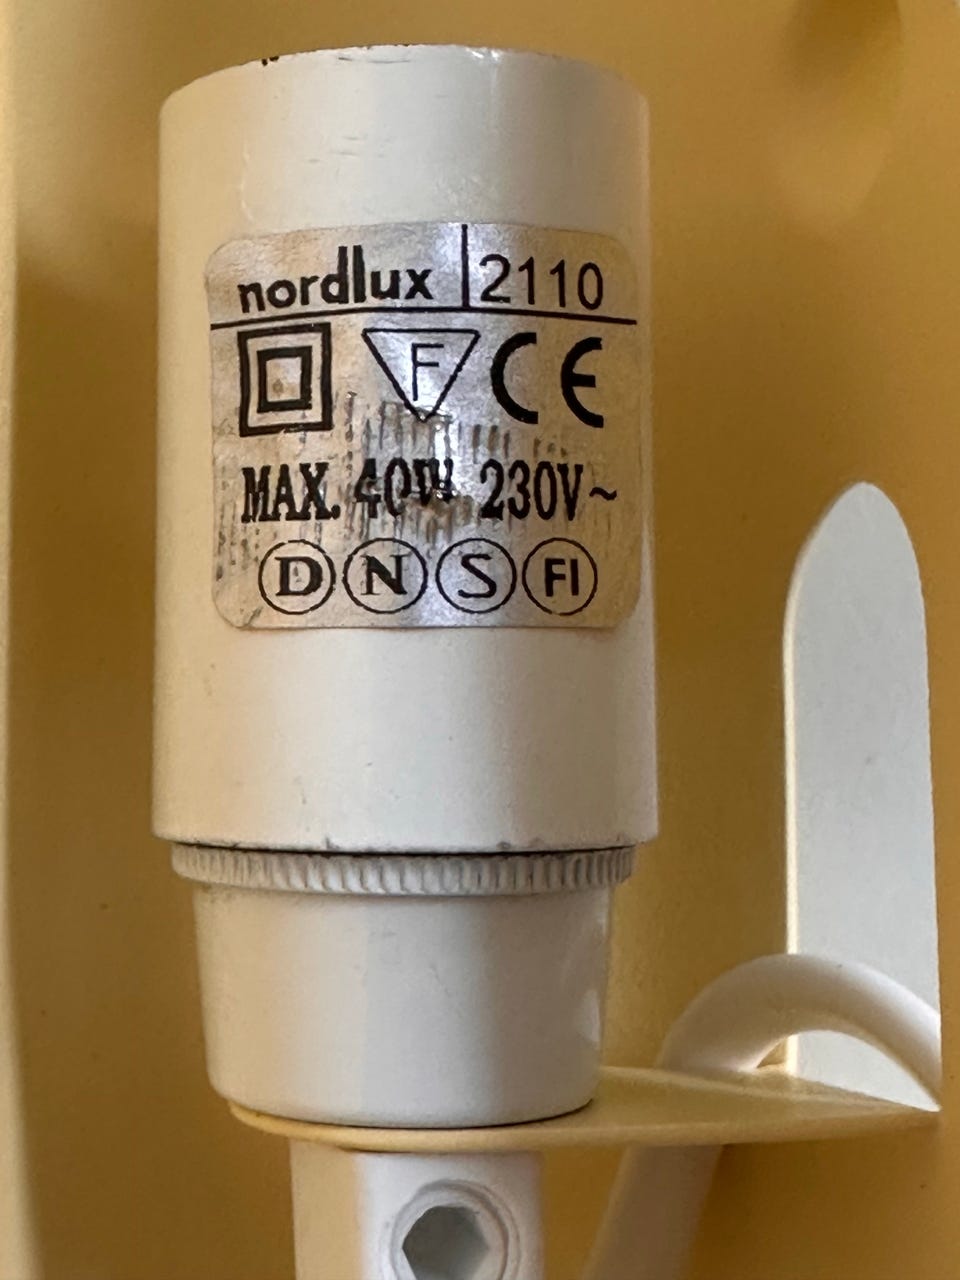 nordlux 2110
F CE
MAX. 40W 230V~
D N S FI